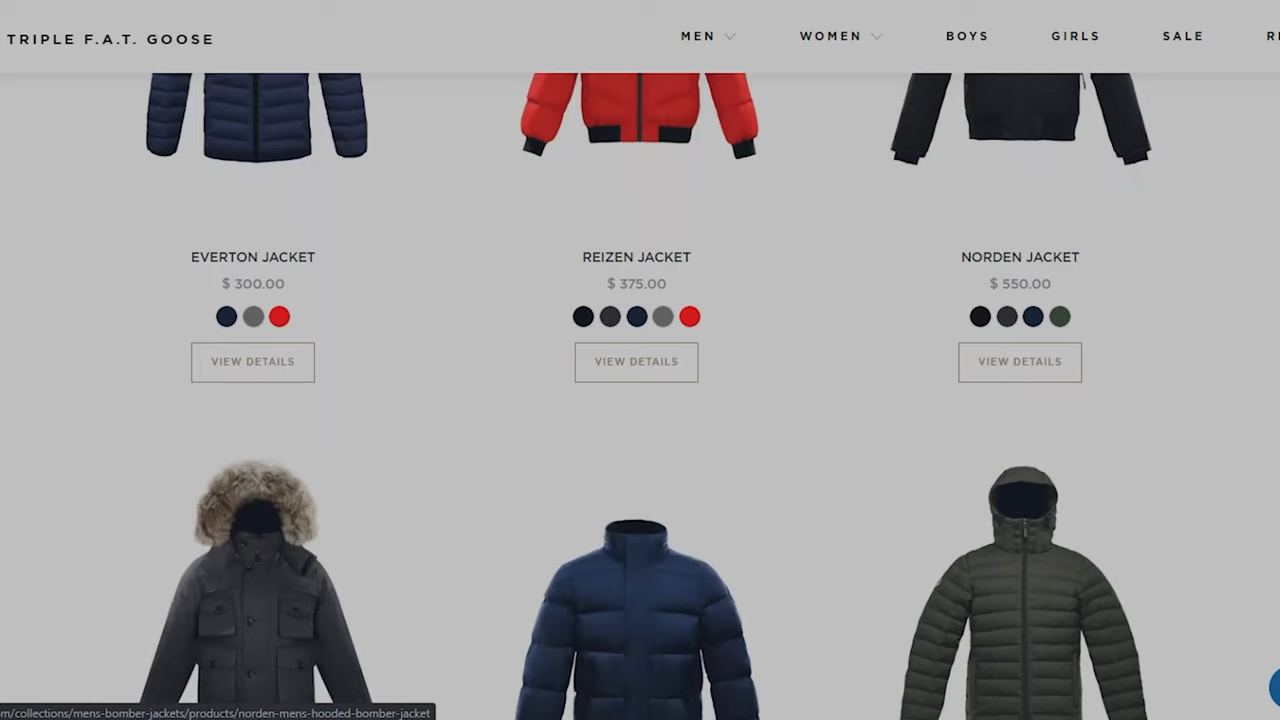 TRIPLE F.A.T. GOOSE
MEN WOMEN BOYS GIRLS SALE
EVERTON JACKET
$ 300.00
VIEW DETAILS
REIZEN JACKET
$ 375.00
VIEW DETAILS
NORDEN JACKET
$ 550.00
VIEW DETAILS
m/collections/mens-bomber-jackets/products/norden-mens-hooded-bomber-jacket